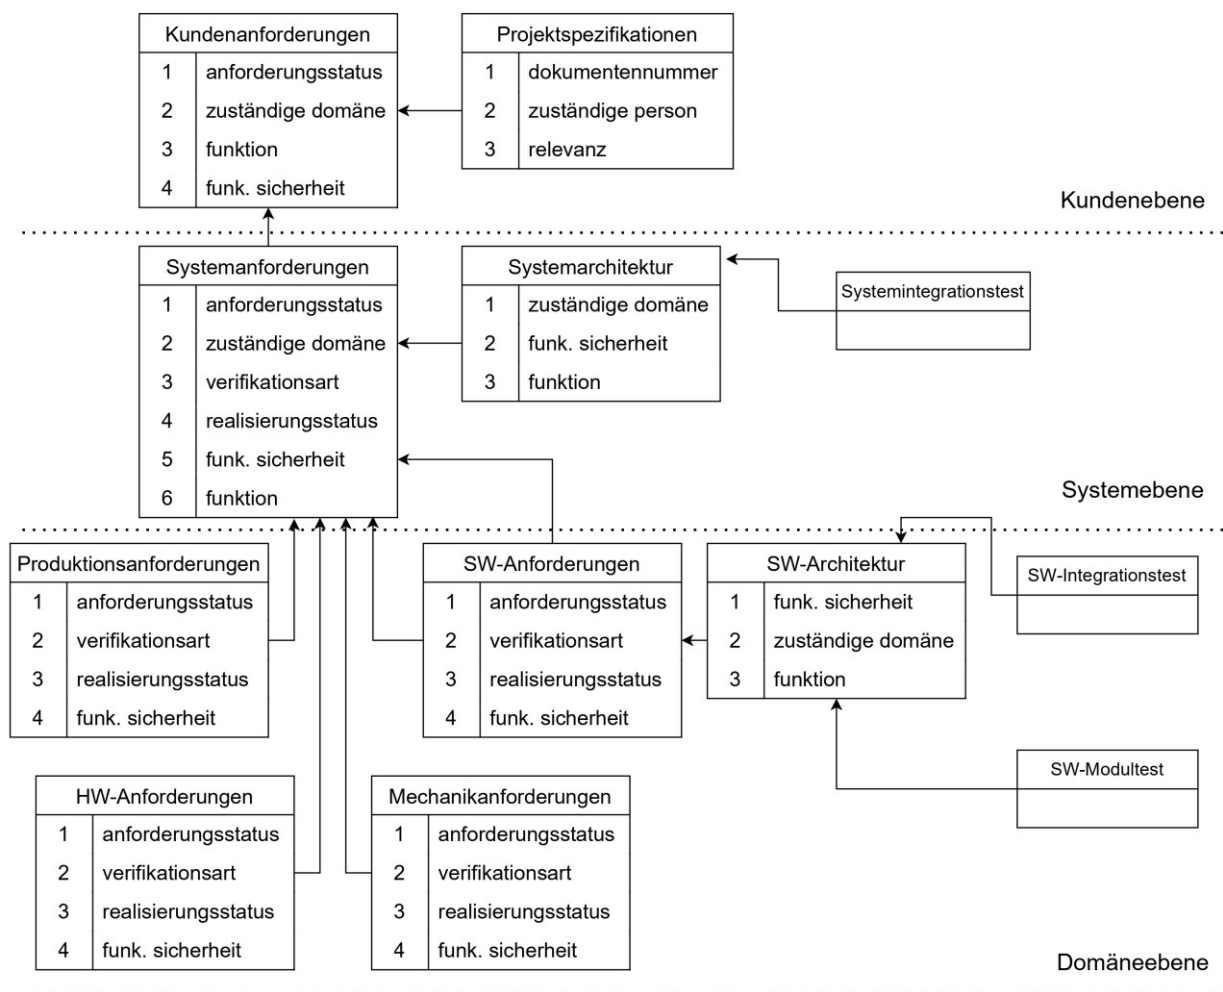 Kundenanforderungen
1 anforderungsstatus
2 zuständige domäne
3 funktion
4 funk. sicherheit
Projektspezifikationen
1 dokumentennummer
2 zuständige person
3 relevanz
Kundenebene
Systemanforderungen
1 anforderungsstatus
2 zuständige domäne
3 verifikationsart
4 realisierungsstatus
5 funk. sicherheit
6 funktion
Systemarchitektur
1 zuständige domäne
2 funk. sicherheit
3 funktion
Systemintegrationstest
Systemebene
Produktionsanforderungen
1 anforderungsstatus
2 verifikationsart
3 realisierungsstatus
4 funk. sicherheit
SW-Anforderungen
1 anforderungsstatus
2 verifikationsart
3 realisierungsstatus
4 funk. sicherheit
SW-Architektur
1 funk. sicherheit
2 zuständige domäne
3 funktion
SW-Integrationstest
SW-Modultest
HW-Anforderungen
1 anforderungsstatus
2 verifikationsart
3 realisierungsstatus
4 funk. sicherheit
Mechanikanforderungen
1 anforderungsstatus
2 verifikationsart
3 realisierungsstatus
4 funk. sicherheit
Domäneebene